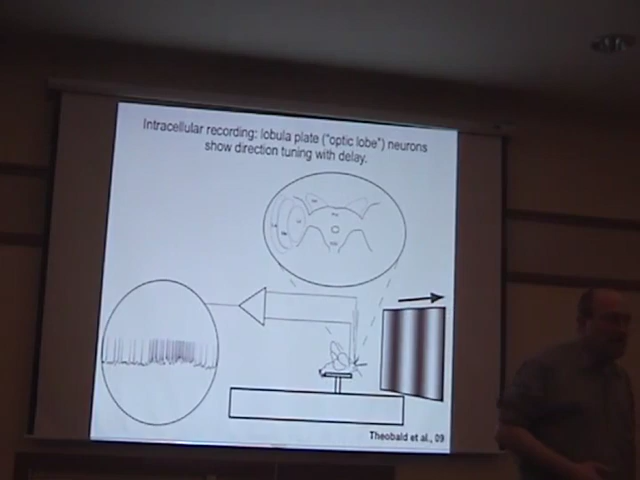 Intracellular recording: lobula plate ("optic lobe") neurons
show direction tuning with delay.
Theobald et al., 09